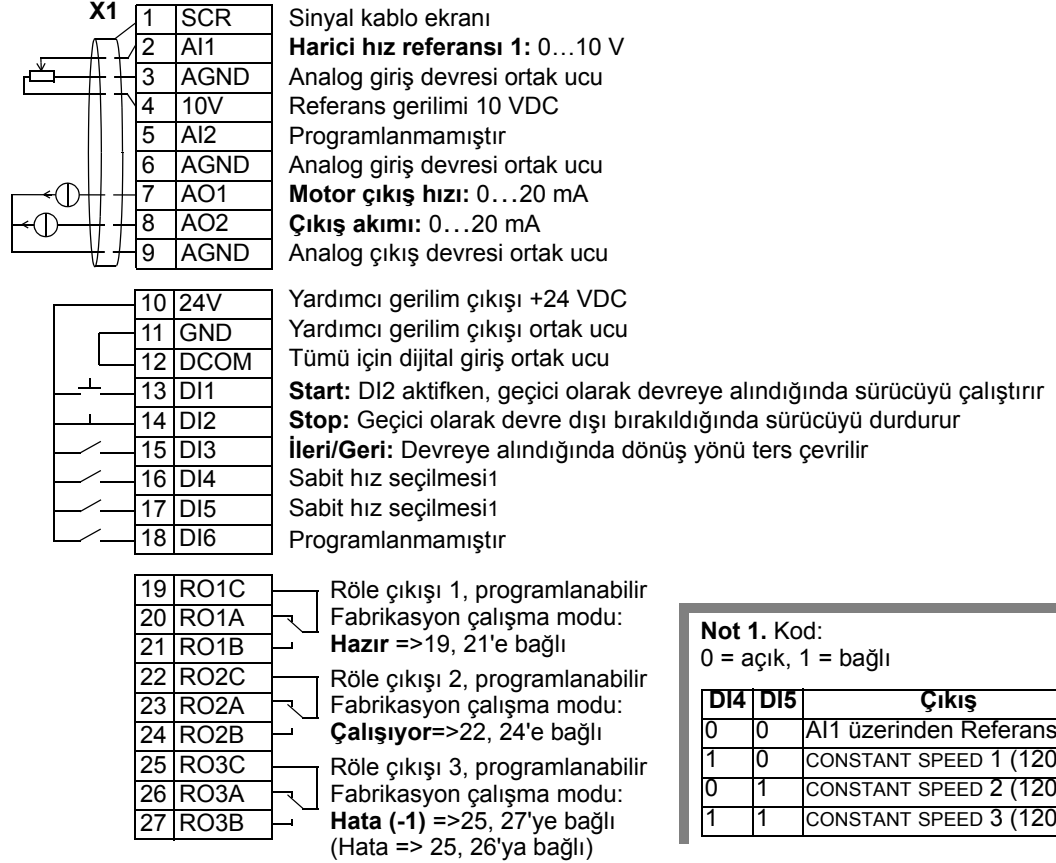 X1
1 SCR Sinyal kablo ekranı
2 AI1 Harici hız referansı 1: 0…10 V
3 AGND Analog giriş devresi ortak ucu
4 10V Referans gerilimi 10 VDC
5 AI2 Programlanmamıştır
6 AGND Analog giriş devresi ortak ucu
7 AO1 Motor çıkış hızı: 0…20 mA
8 AO2 Çıkış akımı: 0…20 mA
9 AGND Analog çıkış devresi ortak ucu
10 24V Yardımcı gerilim çıkışı +24 VDC
11 GND Yardımcı gerilim çıkışı ortak ucu
12 DCOM Tümü için dijital giriş ortak ucu
13 DI1 Start: DI2 aktifken, geçici olarak devreye alındığında sürücüyü çalıştırır
14 DI2 Stop: Geçici olarak devre dışı bırakıldığında sürücüyü durdurur
15 DI3 İleri/Geri: Devreye alındığında dönüş yönü ters çevrilir
16 DI4 Sabit hız seçilmesi1
17 DI5 Sabit hız seçilmesi1
18 DI6 Programlanmamıştır
19 RO1C Röle çıkışı 1, programlanabilir
20 RO1A Fabrikasyon çalışma modu:
21 RO1B Hazır =>19, 21'e bağlı
22 RO2C Röle çıkışı 2, programlanabilir
23 RO2A Fabrikasyon çalışma modu:
24 RO2B Çalışıyor=>22, 24'e bağlı
25 RO3C Röle çıkışı 3, programlanabilir
26 RO3A Fabrikasyon çalışma modu:
27 RO3B Hata (-1) =>25, 27'ye bağlı
(Hata => 25, 26'ya bağlı)
Not 1. Kod:
0 = açık, 1 = bağlı
DI4 DI5 Çıkış
0 0 AI1 üzerinden Referans
1 0 CONSTANT SPEED 1 (120
0 1 CONSTANT SPEED 2 (120
1 1 CONSTANT SPEED 3 (120